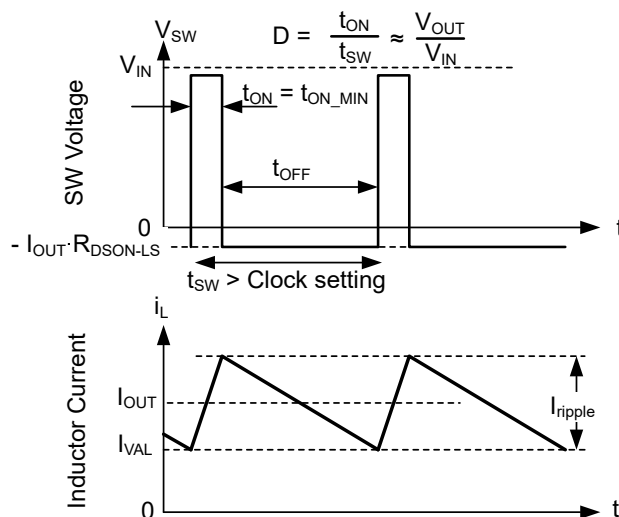 V_SW
D = t_ON / t_SW ≈ V_OUT / V_IN
V_IN
t_ON = t_ON_MIN
SW Voltage
t_OFF
0
t
- I_OUT·R_DSON-LS
t_SW > Clock setting
i_L
Inductor Current
I_OUT
I_ripple
I_VAL
0
t